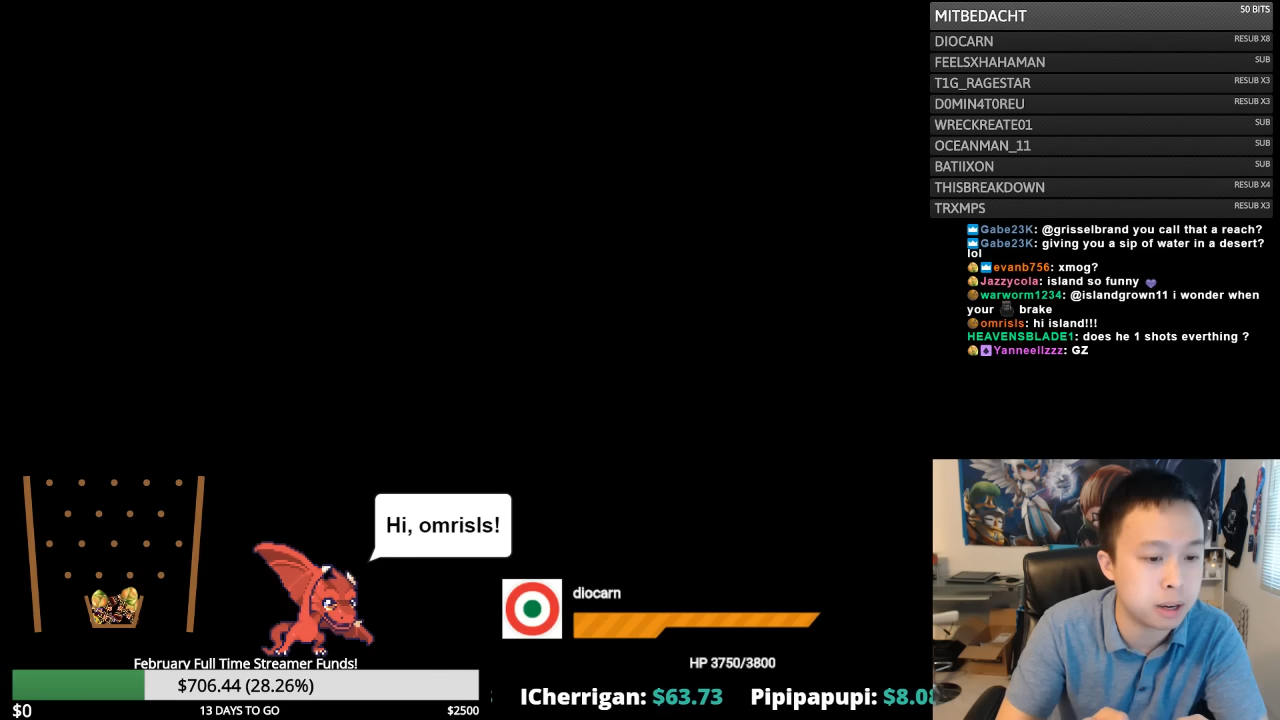 MITBEDACHT 50 BITS
DIOCARN RESUB X8
FEELSXHAHAMAN SUB
T1G_RAGESTAR RESUB X3
D0MIN4T0REU RESUB X3
WRECKREATE01 SUB
OCEANMAN_11 SUB
BATIIXON SUB
THISBREAKDOWN RESUB X4
TRXMPS RESUB X3
Gabe23K: @grisselbrand you call that a reach?
Gabe23K: giving you a sip of water in a desert?
lol
evanb756: xmog?
Jazzycola: island so funny
warworm1234: @islandgrown11 i wonder when
your brake
omrisls: hi island!!!
HEAVENSBLADE1: does he 1 shots everthing ?
Yanneellzzz: GZ
Hi, omrisls!
diocarn
HP 3750/3800
February Full Time Streamer Funds!
$706.44 (28.26%)
$0 13 DAYS TO GO $2500
ICherrigan: $63.73 Pipipapupi: $8.08